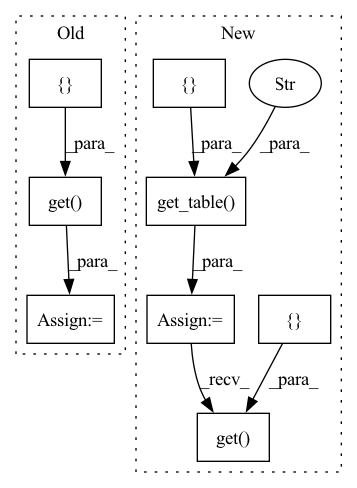 Old
New
{}
{}
Str
_para_
_para_
_para_
get()
get_table()
_para_
_para_
Assign:=
Assign:=
{}
_recv_
_para_
get()